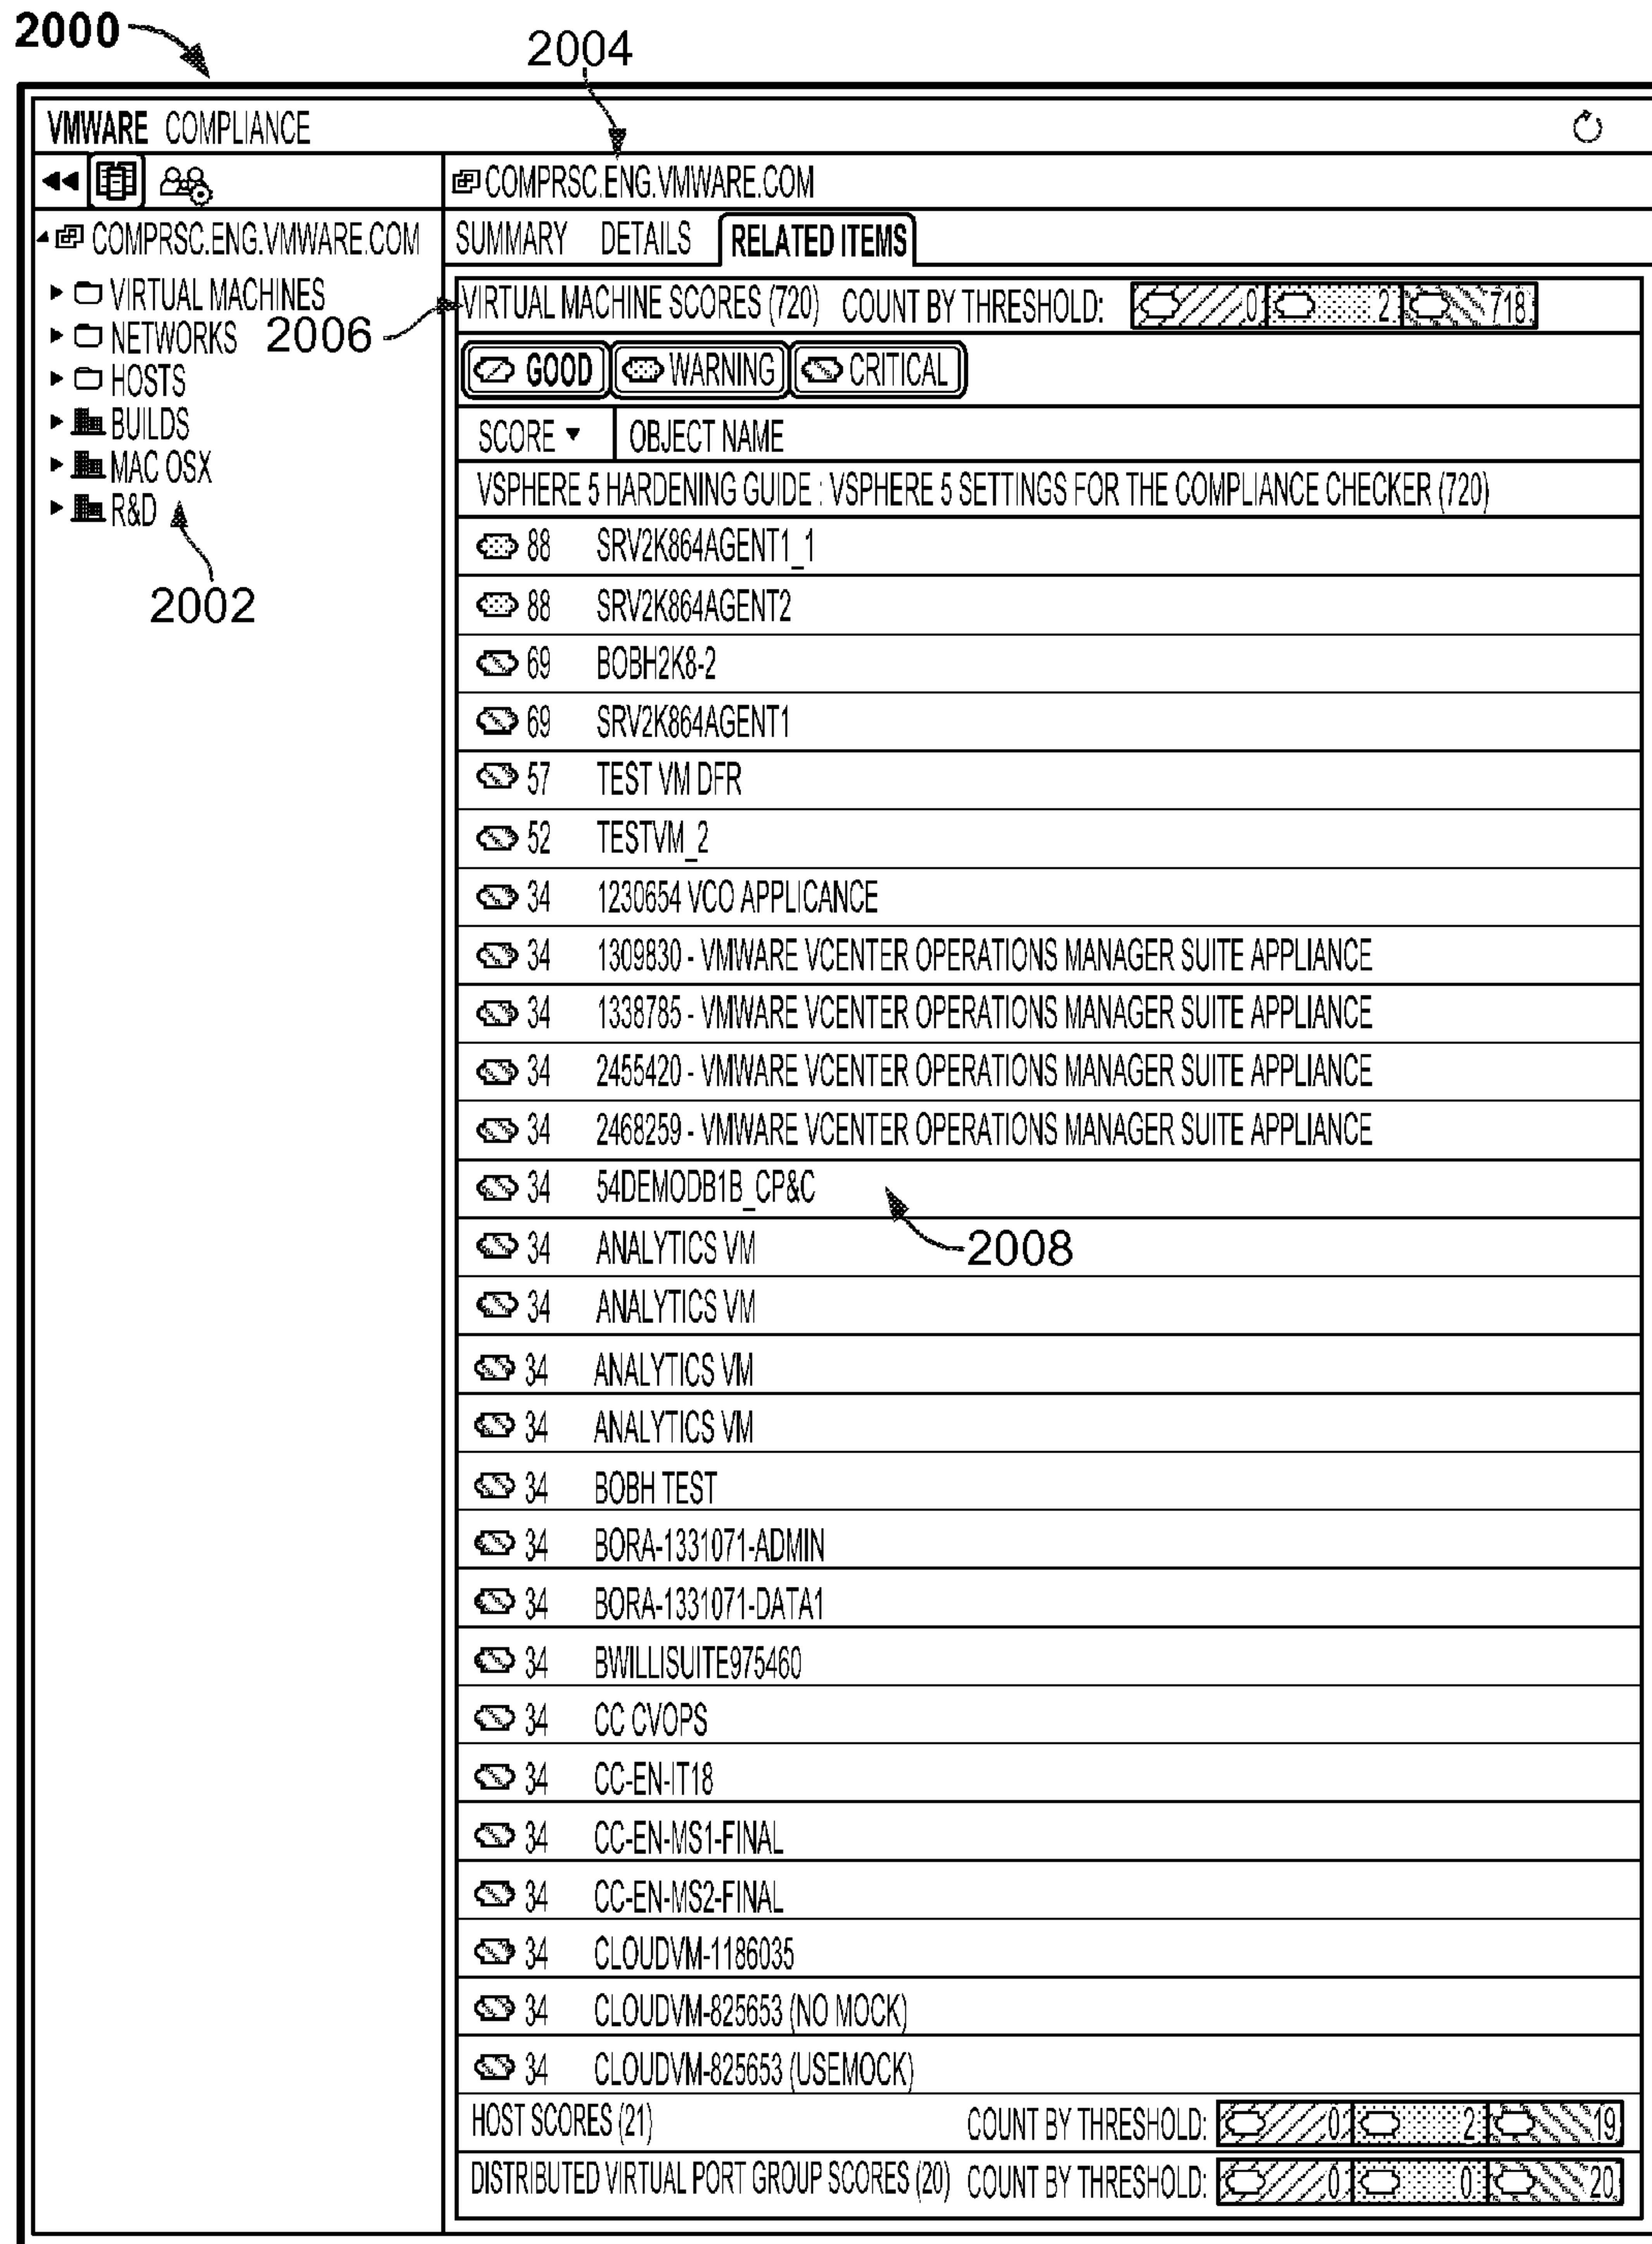 2000
2004
VMWARE COMPLIANCE
COMPRSC.ENG.VMWARE.COM
COMPRSC.ENG.VMWARE.COM
VIRTUAL MACHINES
NETWORKS
HOSTS
BUILDS
MAC OSX
R&D
2006
2002
SUMMARY DETAILS RELATED ITEMS
VIRTUAL MACHINE SCORES (720) COUNT BY THRESHOLD: 0 2 718
GOOD WARNING CRITICAL
SCORE OBJECT NAME
VSPHERE 5 HARDENING GUIDE : VSPHERE 5 SETTINGS FOR THE COMPLIANCE CHECKER (720)
88 SRV2K864AGENT1_1
88 SRV2K864AGENT2
69 BOBH2K8-2
69 SRV2K864AGENT1
57 TEST VM DFR
52 TESTVM_2
34 1230654 VCO APPLICANCE
34 1309830 - VMWARE VCENTER OPERATIONS MANAGER SUITE APPLIANCE
34 1338785 - VMWARE VCENTER OPERATIONS MANAGER SUITE APPLIANCE
34 2455420 - VMWARE VCENTER OPERATIONS MANAGER SUITE APPLIANCE
34 2468259 - VMWARE VCENTER OPERATIONS MANAGER SUITE APPLIANCE
34 54DEMODB1B_CP&C
2008
34 ANALYTICS VM
34 ANALYTICS VM
34 ANALYTICS VM
34 ANALYTICS VM
34 BOBH TEST
34 BORA-1331071-ADMIN
34 BORA-1331071-DATA1
34 BWILLISUITE975460
34 CC CVOPS
34 CC-EN-IT18
34 CC-EN-MS1-FINAL
34 CC-EN-MS2-FINAL
34 CLOUDVM-1186035
34 CLOUDVM-825653 (NO MOCK)
34 CLOUDVM-825653 (USEMOCK)
HOST SCORES (21) COUNT BY THRESHOLD: 0 2 19
DISTRIBUTED VIRTUAL PORT GROUP SCORES (20) COUNT BY THRESHOLD: 0 0 20